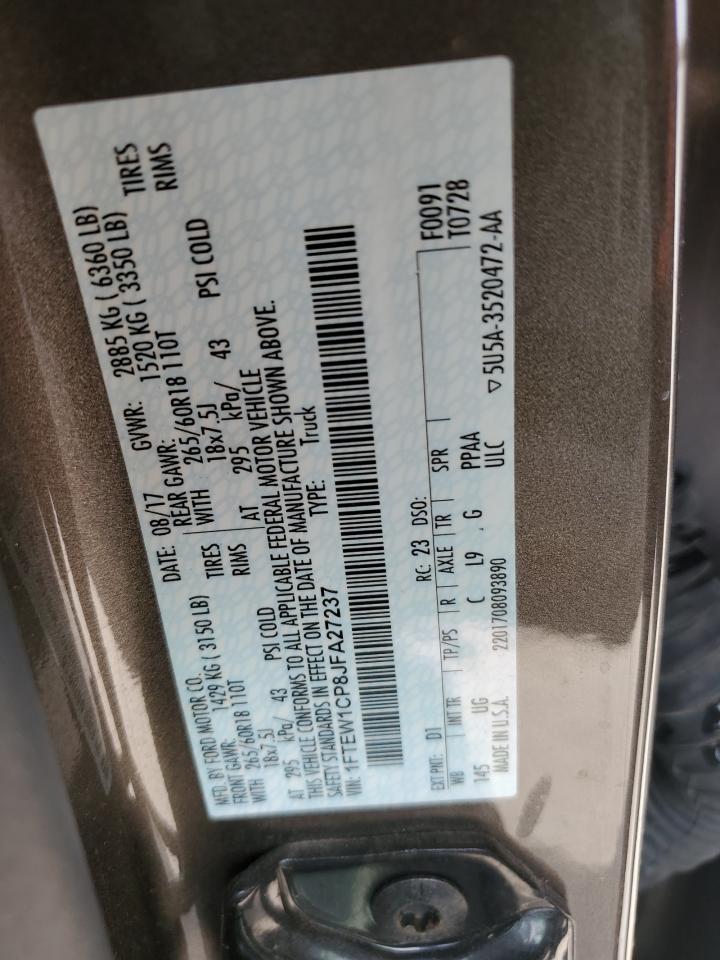 MFD. BY FORD MOTOR CO. DATE: 08/17 GVWR: 2885 KG ( 6360 LB)
FRONT GAWR: 1429 KG ( 3150 LB) REAR GAWR: 1520 KG ( 3350 LB)
WITH 265/60R18 110T TIRES WITH 265/60R18 110T TIRES
18x7.5J RIMS 18x7.5J RIMS
AT 295 kPa/ 43 PSI COLD AT 295 kPa/ 43 PSI COLD
THIS VEHICLE CONFORMS TO ALL APPLICABLE FEDERAL MOTOR VEHICLE
SAFETY STANDARDS IN EFFECT ON THE DATE OF MANUFACTURE SHOWN ABOVE.
VIN: 1FTEW1CP8JFA27237 TYPE: Truck
F0091
T0728
EXT PNT: D1 RC: 23 DSO:
WB INT TR TP/PS R AXLE TR SPR
145 UG C L9 G PPAA
MADE IN U.S.A. 2201708093890 ULC
▽5U5A-3520472-AA